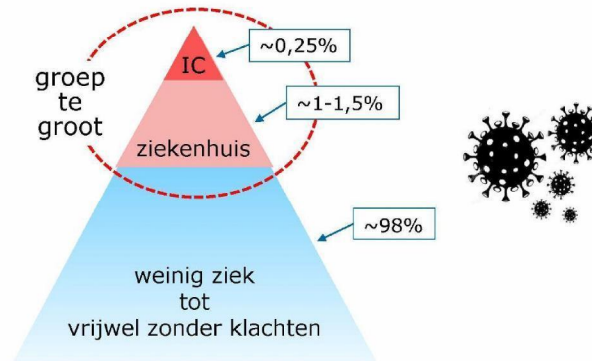 ~0,25%
IC
groep
te
groot
~1-1,5%
ziekenhuis
~98%
weinig ziek
tot
vrijwel zonder klachten